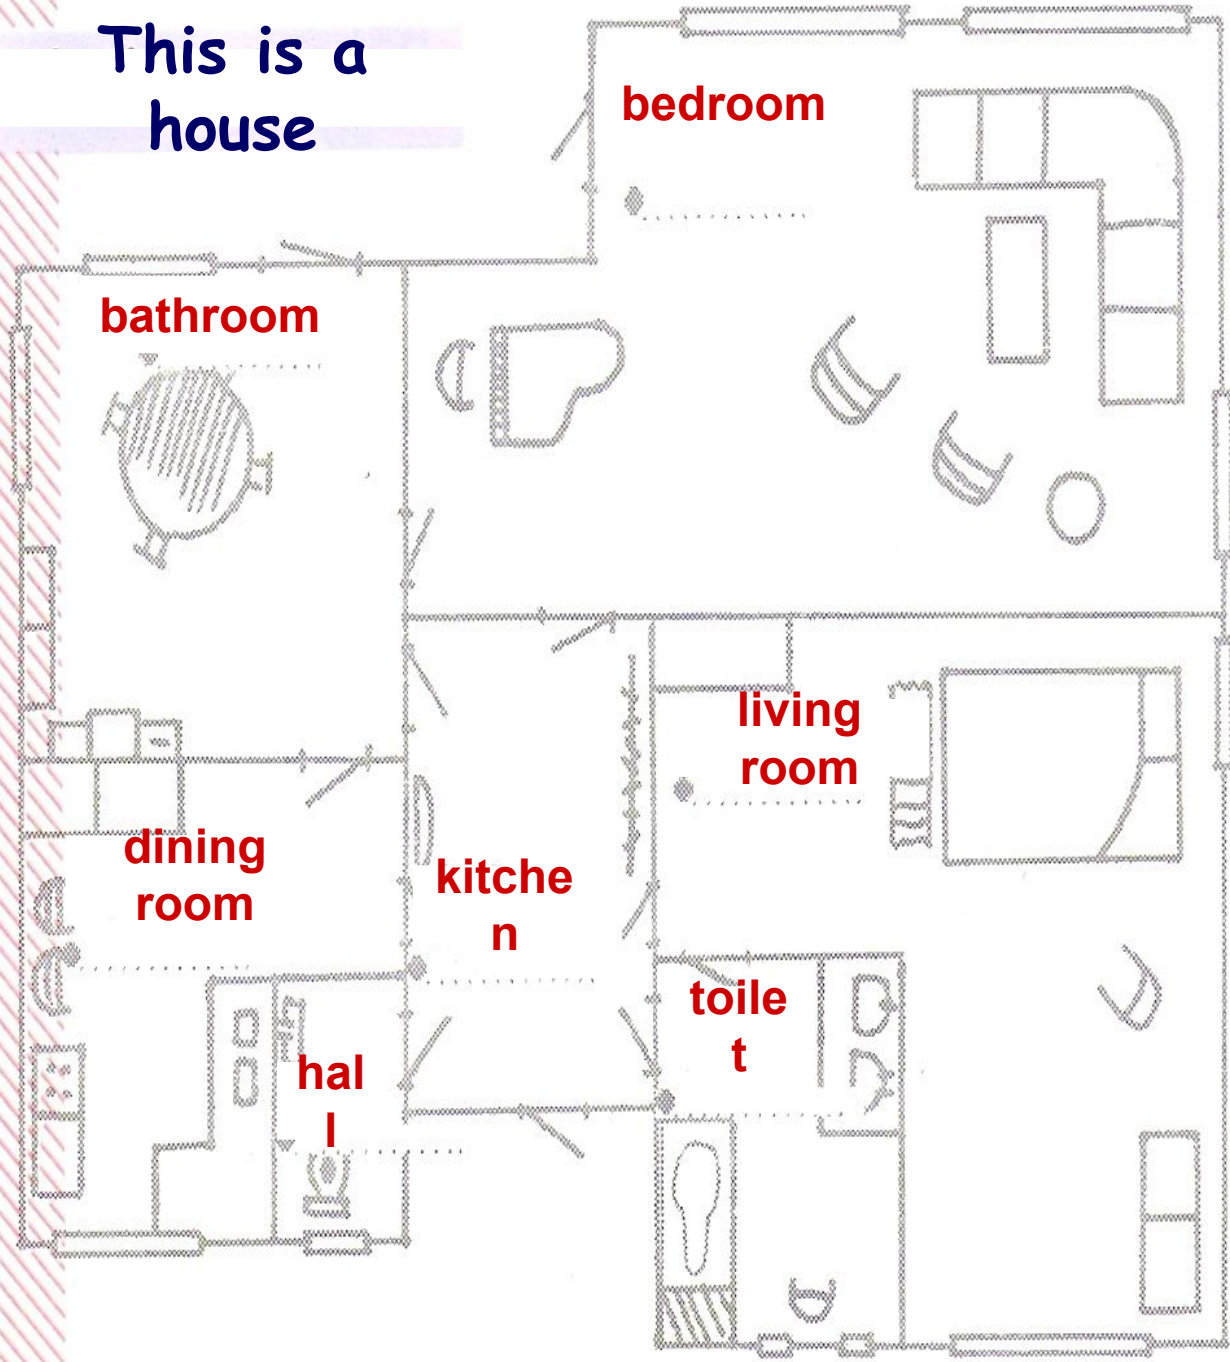 This is a
house
bedroom
bathroom
living
room
dining
room
kitche
n
toile
t
hal
l